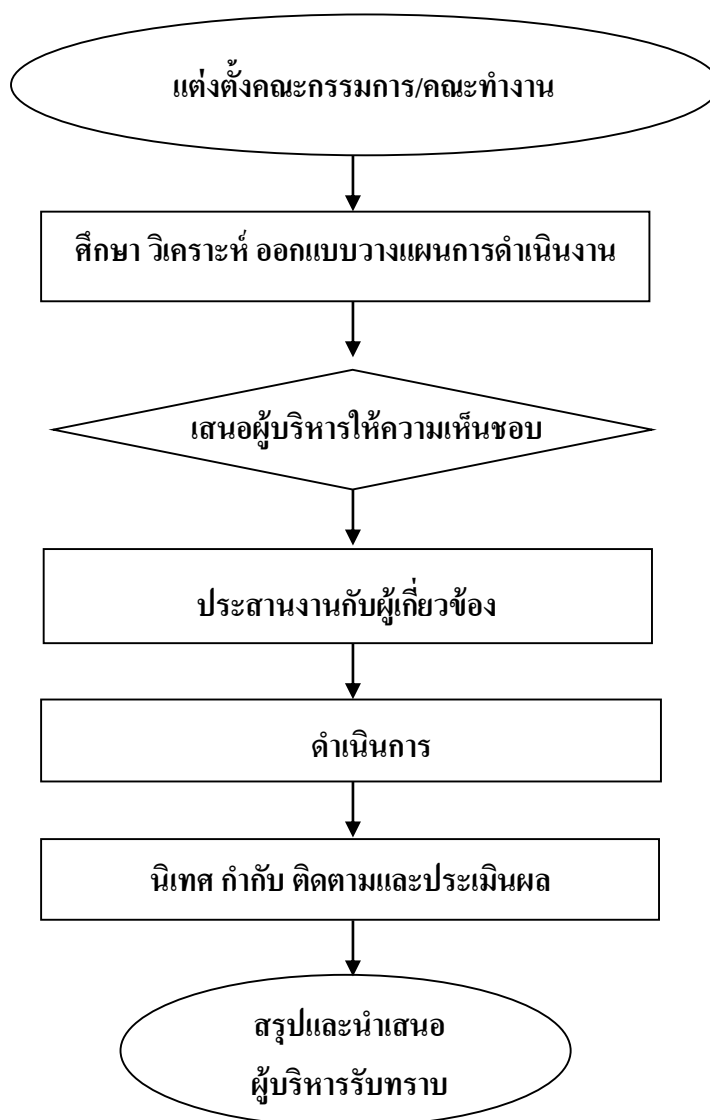 แต่งตั้งคณะกรรมการ/คณะทำงาน
ศึกษา วิเคราะห์ ออกแบบวางแผนการดำเนินงาน
เสนอผู้บริหารให้ความเห็นชอบ
ประสานงานกับผู้เกี่ยวข้อง
ดำเนินการ
นิเทศ กำกับ ติดตามและประเมินผล
สรุปและนำเสนอ
ผู้บริหารรับทราบ